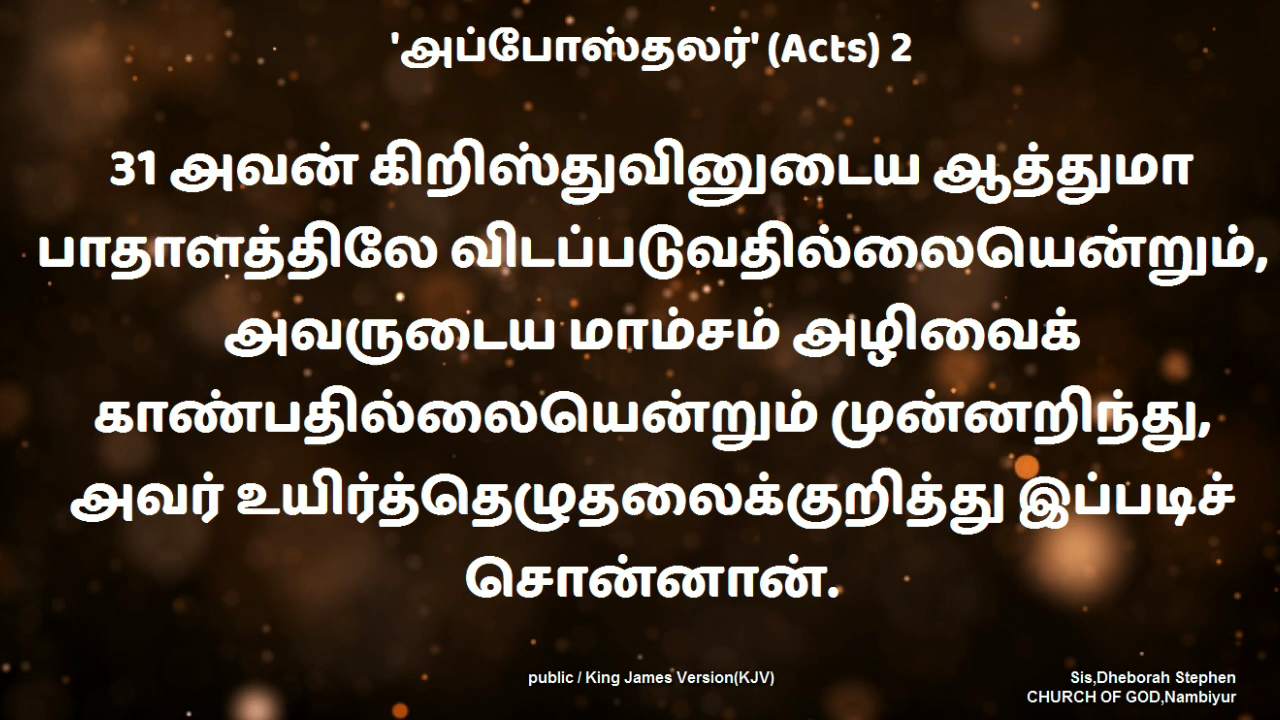 'அப்போஸ்தலர்' (Acts) 2
31 அவன் கிறிஸ்துவினுடைய ஆத்துமா
பாதாளத்திலே விடப்படுவதில்லையென்றும்,
அவருடைய மாம்சம் அழிவைக்
காண்பதில்லையென்றும் முன்னறிந்து,
அவர் உயிர்த்தெழுதலைக்குறித்து இப்படிச்
சொன்னான்.
public / King James Version(KJV)
Sis,Dheborah Stephen
CHURCH OF GOD,Nambiyur